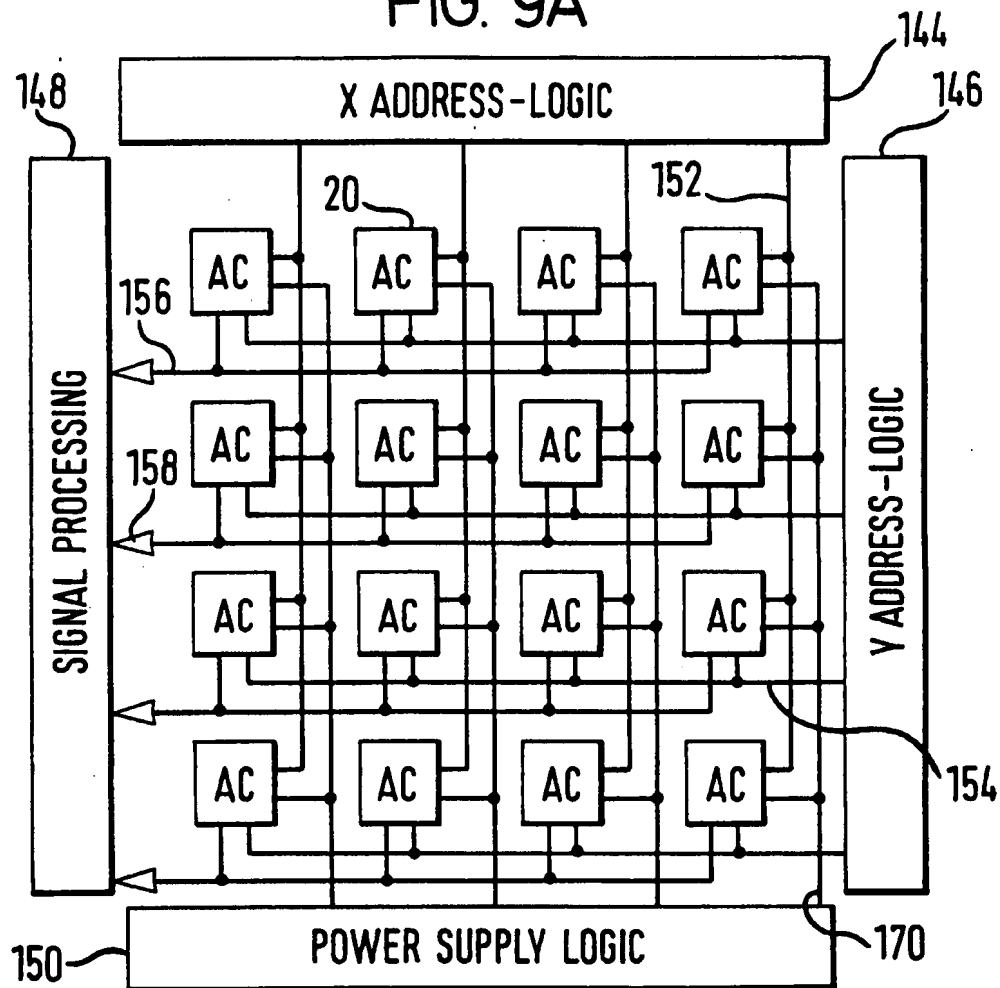 FIG. 9A
144
X ADDRESS-LOGIC
148
146
152
20
AC AC AC AC
156
SIGNAL PROCESSING
Y ADDRESS-LOGIC
AC AC AC AC
158
AC AC AC AC
AC AC AC AC
154
POWER SUPPLY LOGIC
150
170